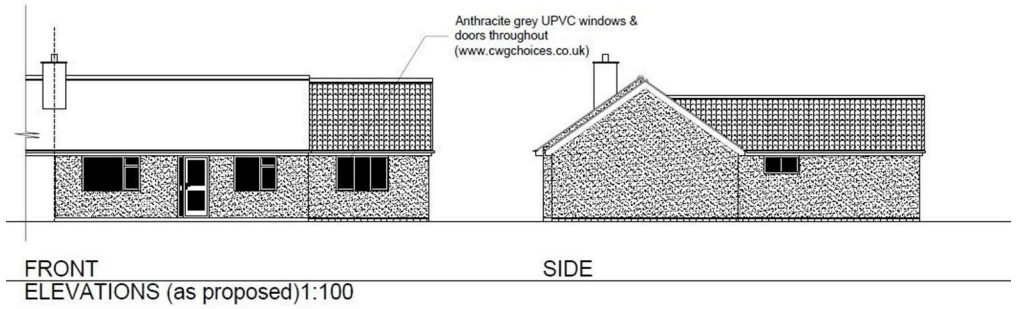 Anthracite grey UPVC windows &
doors throughout
(www.cwgchoices.co.uk)
FRONT
SIDE
ELEVATIONS (as proposed)1:100